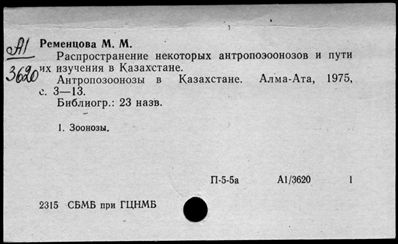 А1 Ременцова М. М.
Распространение некоторых антропозоонозов и пути
3620 их изучения в Казахстане.
Антропозоонозы в Казахстане. Алма-Ата, 1975,
с. 3—13.
Библиогр.: 23 назв.
1. Зоонозы.
П-5-5а А1/3620 1
2315 СБМБ при ГЦНМБ